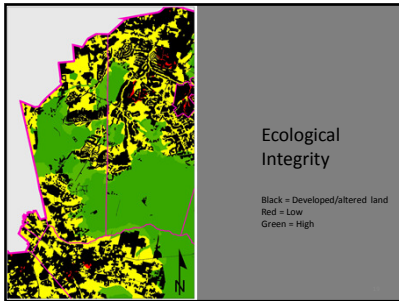 Ecological
Integrity
Black = Developed/altered land
Red = Low
Green = High
N